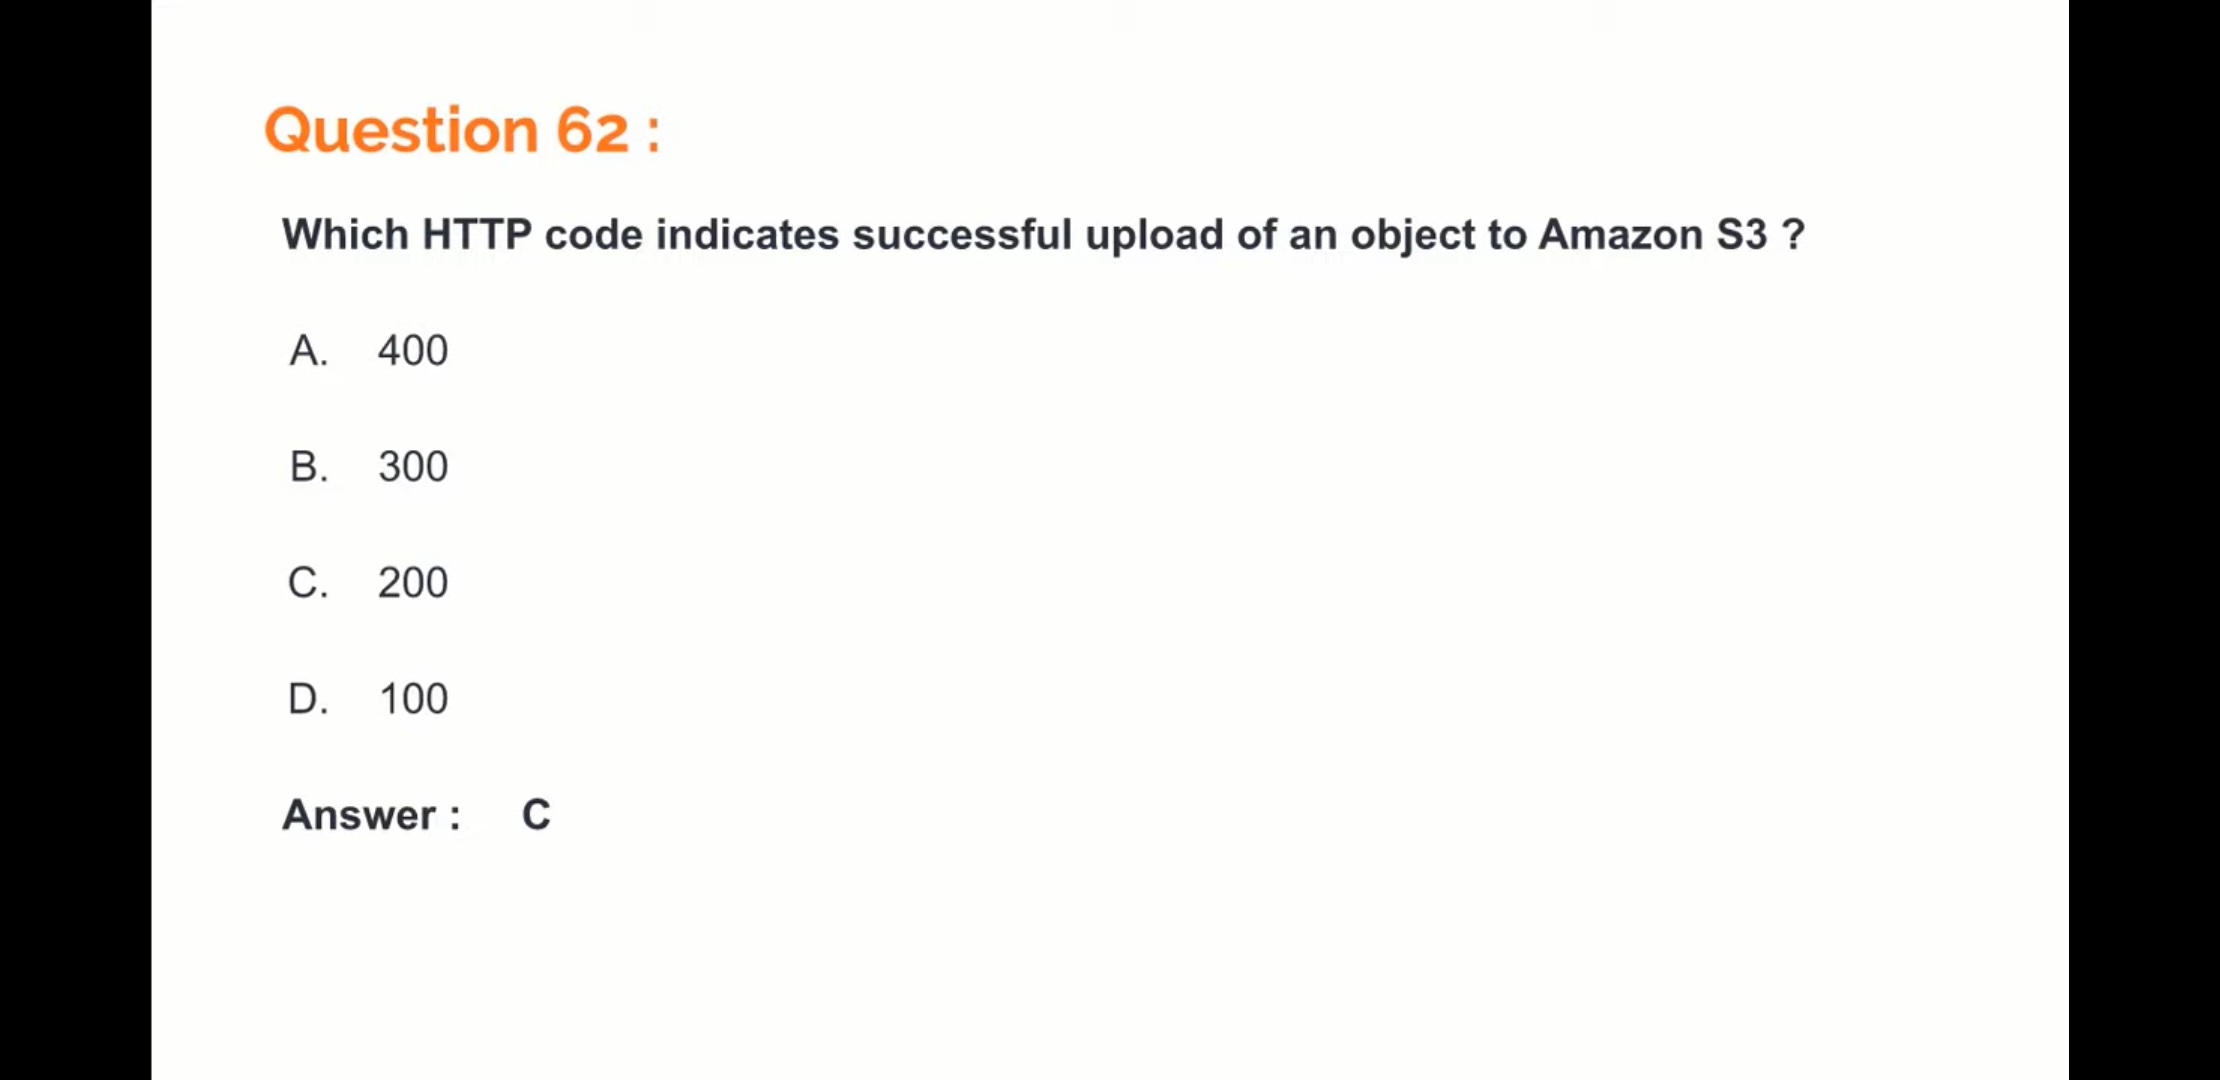 Question 62 :
Which HTTP code indicates successful upload of an object to Amazon S3 ?
A. 400
B. 300
C. 200
D. 100
Answer : C